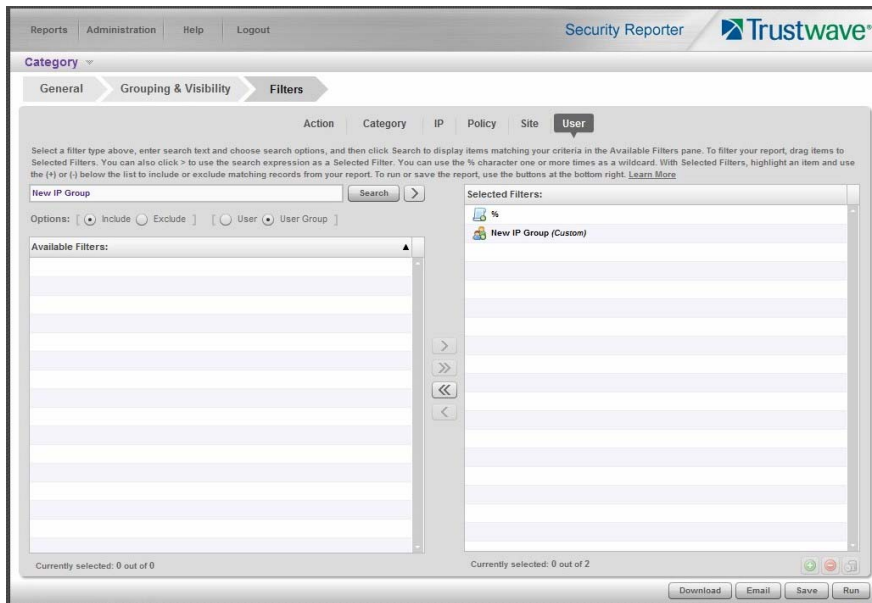 Reports Administration Help Logout
Security Reporter
Trustwave®
Category
General Grouping & Visibility Filters
Action Category IP Policy Site User
Select a filter type above, enter search text and choose search options, and then click Search to display items matching your criteria in the Available Filters pane. To filter your report, drag items to
Selected Filters. You can also click > to use the search expression as a Selected Filter. You can use the % character one or more times as a wildcard. With Selected Filters, highlight an item and use
the (+) or (-) below the list to include or exclude matching records from your report. To run or save the report, use the buttons at the bottom right. Learn More
New IP Group Search >
Options: [ Include Exclude ] [ User User Group ]
Available Filters:
Currently selected: 0 out of 0
Selected Filters:
%
New IP Group (Custom)
Currently selected: 0 out of 2
Download Email Save Run